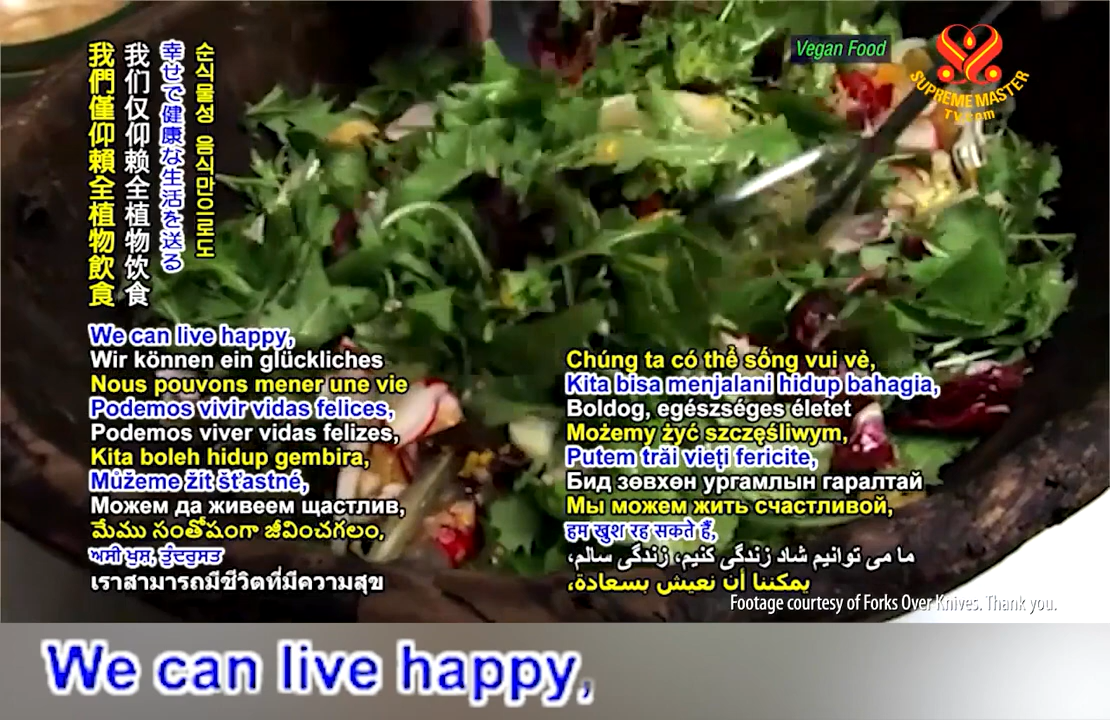 Vegan Food
SUPREME MASTER
TV.com
我們僅仰賴全植物飲食
我们仅仰赖全植物饮食
幸せで健康な生活を送る
순식물성 음식만으로도
We can live happy,
Wir können ein glückliches
Nous pouvons mener une vie
Podemos vivir vidas felices,
Podemos viver vidas felizes,
Kita boleh hidup gembira,
Můžeme žít šťastné,
Можем да живеем щастлив,
మేము సంతోషంగా జీవించగలం,
ਅਸੀ ਖੁਸ਼, ਤੁੰਦਰੁਸਤ
เราสามารถมีชีวิตที่มีความสุข
Chúng ta có thể sống vui vẻ,
Kita bisa menjalani hidup bahagia,
Boldog, egészséges életet
Możemy żyć szczęśliwym,
Putem trăi vieți fericite,
Бид зөвхөн ургамлын гаралтай
Мы можем жить счастливой,
हम खुश रह सकते हैं,
ما می توانیم شاد زندگی کنیم، زندگی سالم،
يمكننا أن نعيش بسعادة،
Footage courtesy of Forks Over Knives. Thank you.
We can live happy,